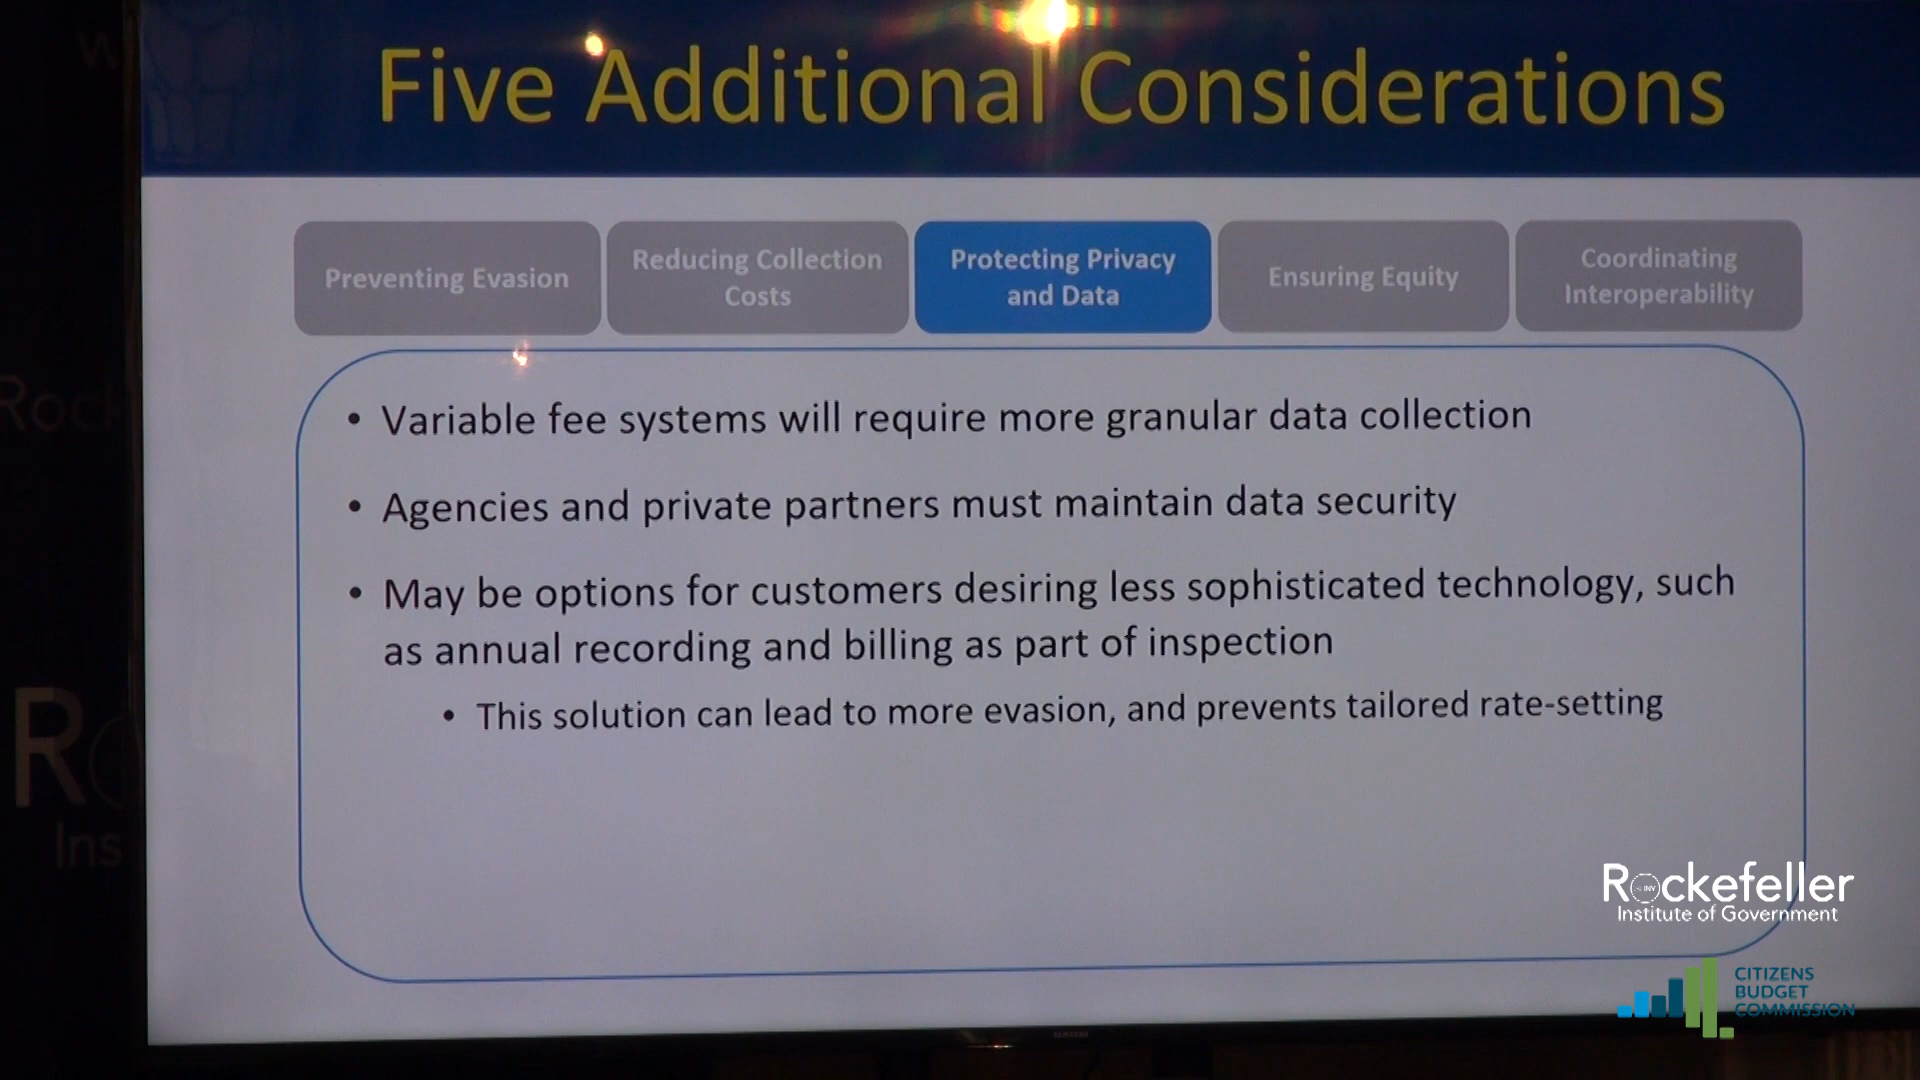 Five Additional Considerations
Preventing Evasion
Reducing Collection
Costs
Protecting Privacy
and Data
Ensuring Equity
Coordinating
Interoperability
• Variable fee systems will require more granular data collection
• Agencies and private partners must maintain data security
• May be options for customers desiring less sophisticated technology, such
as annual recording and billing as part of inspection
• This solution can lead to more evasion, and prevents tailored rate-setting
Rockefeller
Institute of Government
CITIZENS
BUDGET
COMMISSION
SAMSUNG